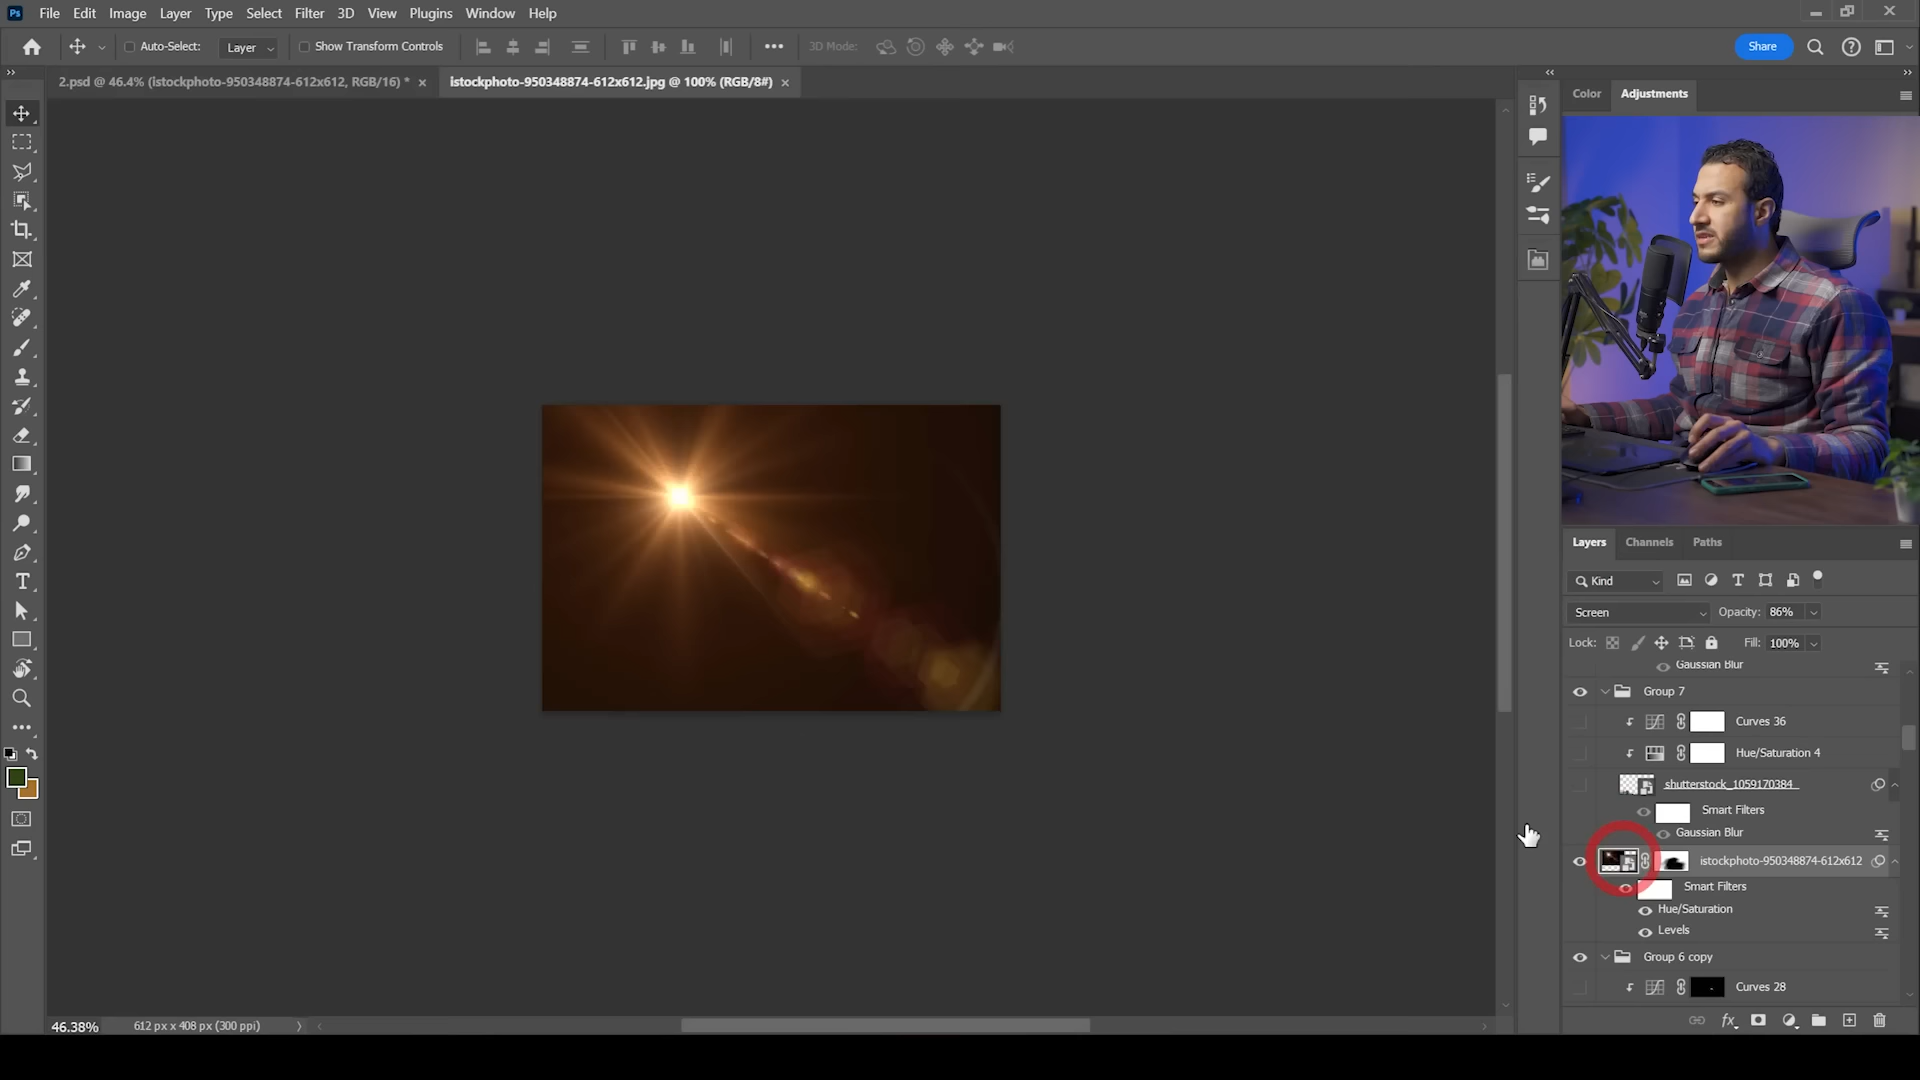 Ps File Edit Image Layer Type Select Filter 3D View Plugins Window Help
Auto-Select: Layer Show Transform Controls 3D Mode: Share
2.psd @ 46.4% (istockphoto-950348874-612x612, RGB/16) * istockphoto-950348874-612x612.jpg @ 100% (RGB/8#)
Color Adjustments
Layers Channels Paths
Kind
Screen Opacity: 86%
Lock: Fill: 100%
Gaussian Blur
Group 7
Curves 36
Hue/Saturation 4
shutterstock_1059170384
Smart Filters
Gaussian Blur
istockphoto-950348874-612x612
Smart Filters
Hue/Saturation
Levels
Group 6 copy
Curves 28
46.38% 612 px x 408 px (300 ppi)